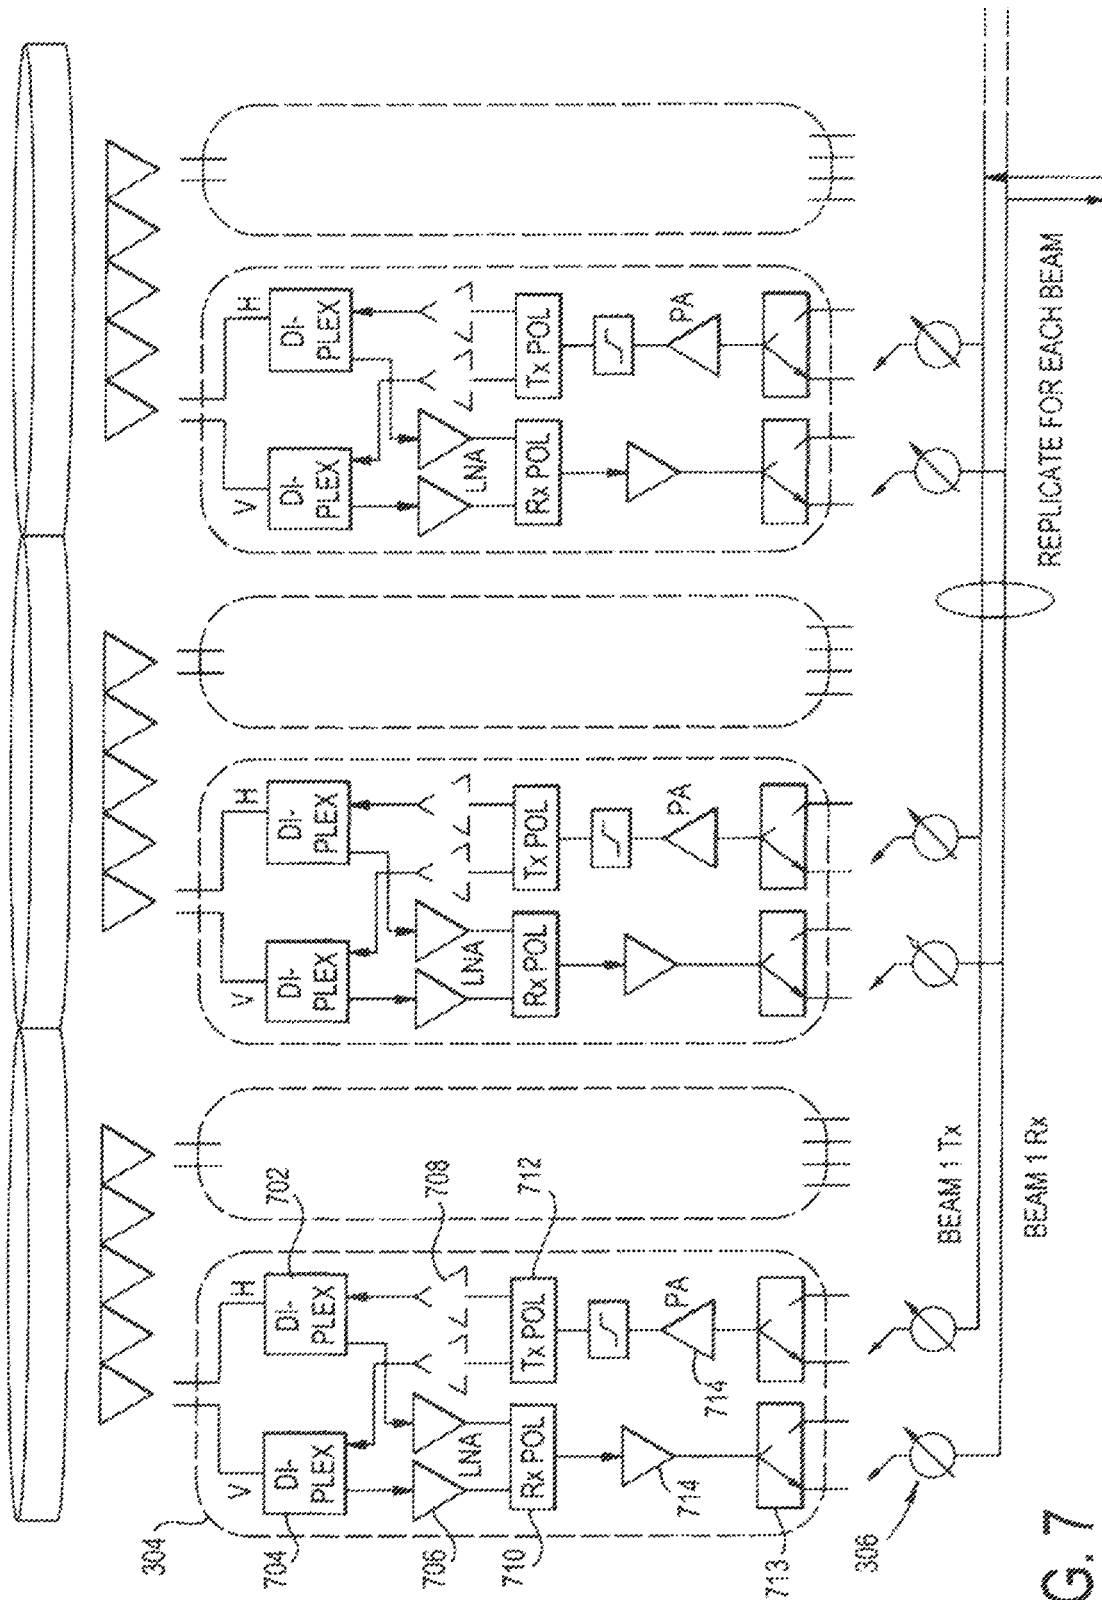 304
V
H
DI-
PLEX
DI-
PLEX
704
702
706
LNA
708
710
Rx POL
Tx POL
712
714
PA
714
713
306
V
H
DI-
PLEX
DI-
PLEX
LNA
Rx POL
Tx POL
PA
V
H
DI-
PLEX
DI-
PLEX
LNA
Rx POL
Tx POL
PA
BEAM 1 Tx
BEAM 1 Rx
REPLICATE FOR EACH BEAM
G. 7